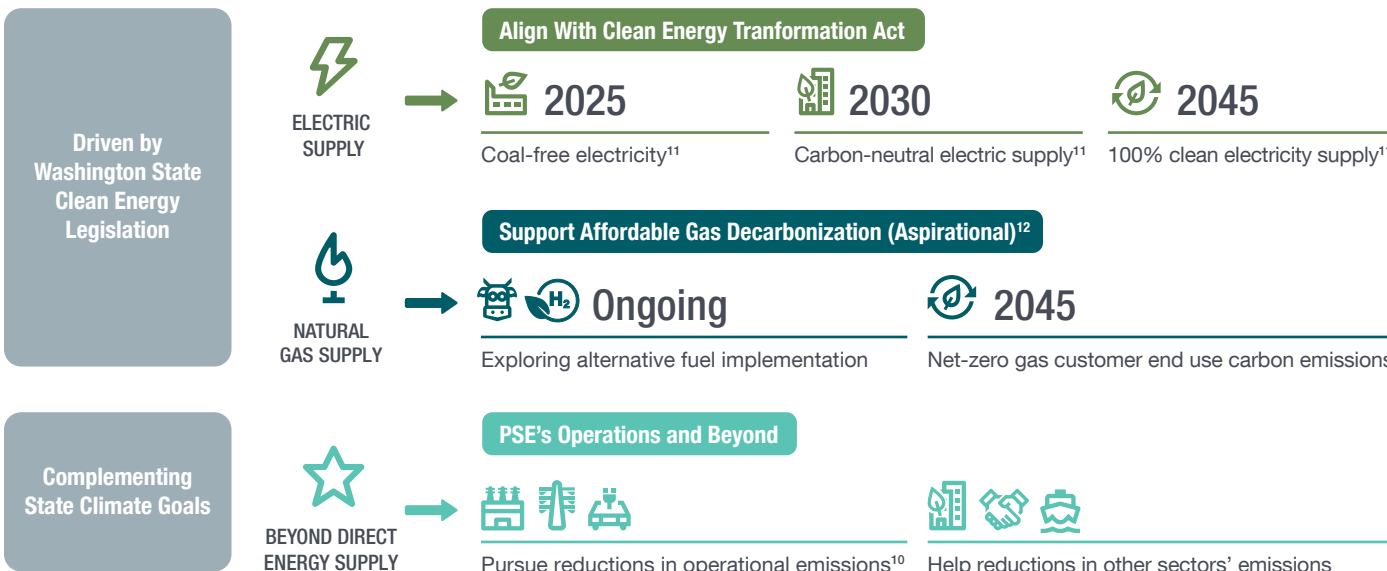 Driven by
Washington State
Clean Energy
Legislation
ELECTRIC
SUPPLY
Align With Clean Energy Tranformation Act
2025
Coal-free electricity¹¹
2030
Carbon-neutral electric supply¹¹
2045
100% clean electricity supply¹¹
NATURAL
GAS SUPPLY
Support Affordable Gas Decarbonization (Aspirational)¹²
H₂
Ongoing
Exploring alternative fuel implementation
2045
Net-zero gas customer end use carbon emissions
Complementing
State Climate Goals
BEYOND DIRECT
ENERGY SUPPLY
PSE's Operations and Beyond
Pursue reductions in operational emissions¹⁰
Help reductions in other sectors' emissions